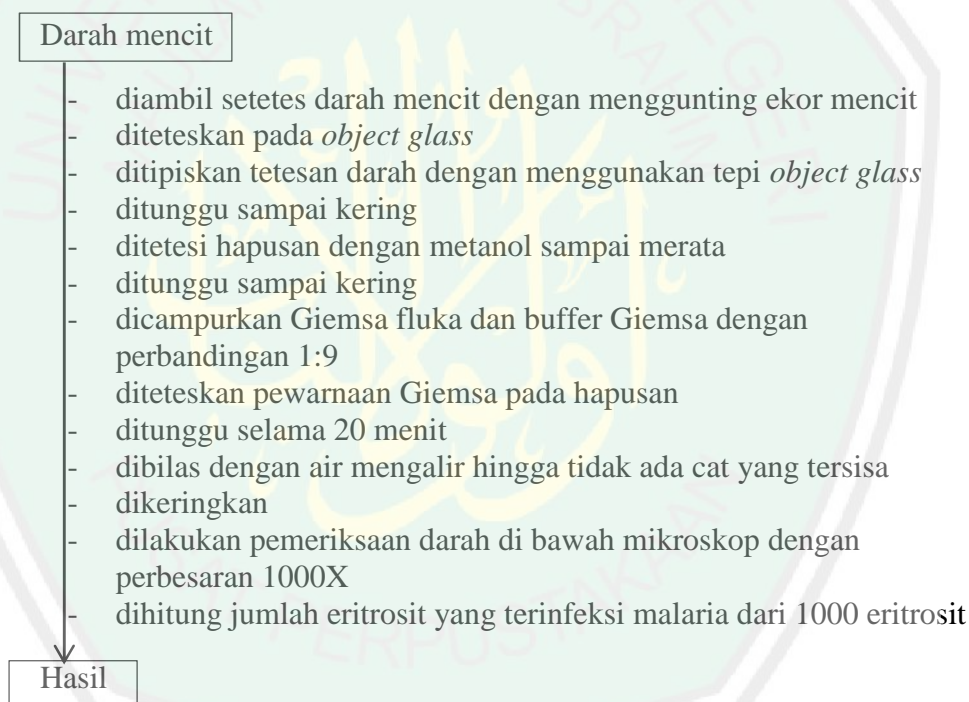 Darah mencit
- diambil setetes darah mencit dengan menggunting ekor mencit
- diteteskan pada object glass
- ditipiskan tetesan darah dengan menggunakan tepi object glass
- ditunggu sampai kering
- ditetesi hapusan dengan metanol sampai merata
- ditunggu sampai kering
- dicampurkan Giemsa fluka dan buffer Giemsa dengan
perbandingan 1:9
- diteteskan pewarnaan Giemsa pada hapusan
- ditunggu selama 20 menit
- dibilas dengan air mengalir hingga tidak ada cat yang tersisa
- dikeringkan
- dilakukan pemeriksaan darah di bawah mikroskop dengan
perbesaran 1000X
- dihitung jumlah eritrosit yang terinfeksi malaria dari 1000 eritrosit
Hasil